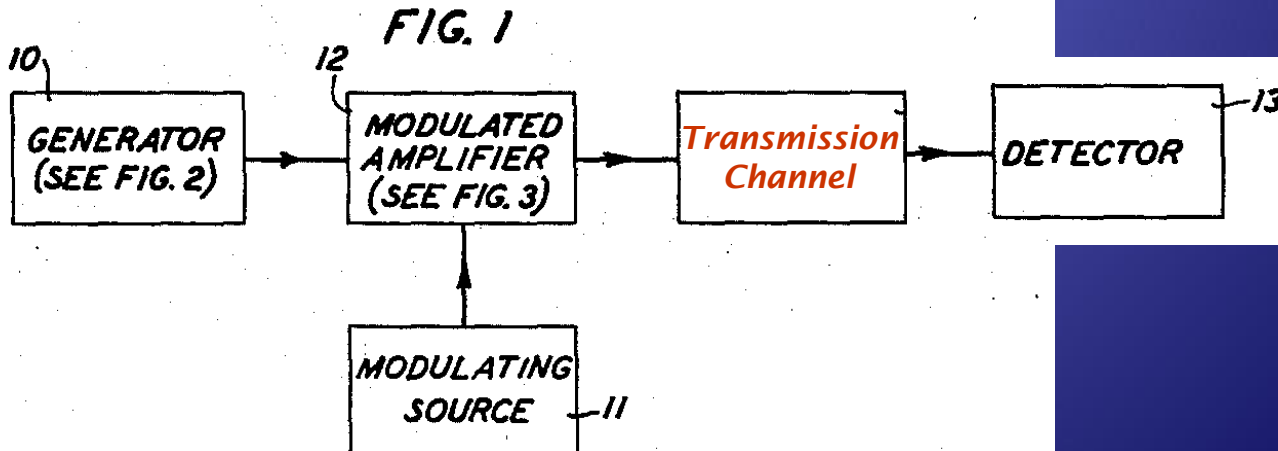 FIG. 1
10
GENERATOR
(SEE FIG. 2)
12
MODULATED
AMPLIFIER
(SEE FIG. 3)
Transmission
Channel
DETECTOR
13
MODULATING
SOURCE
11